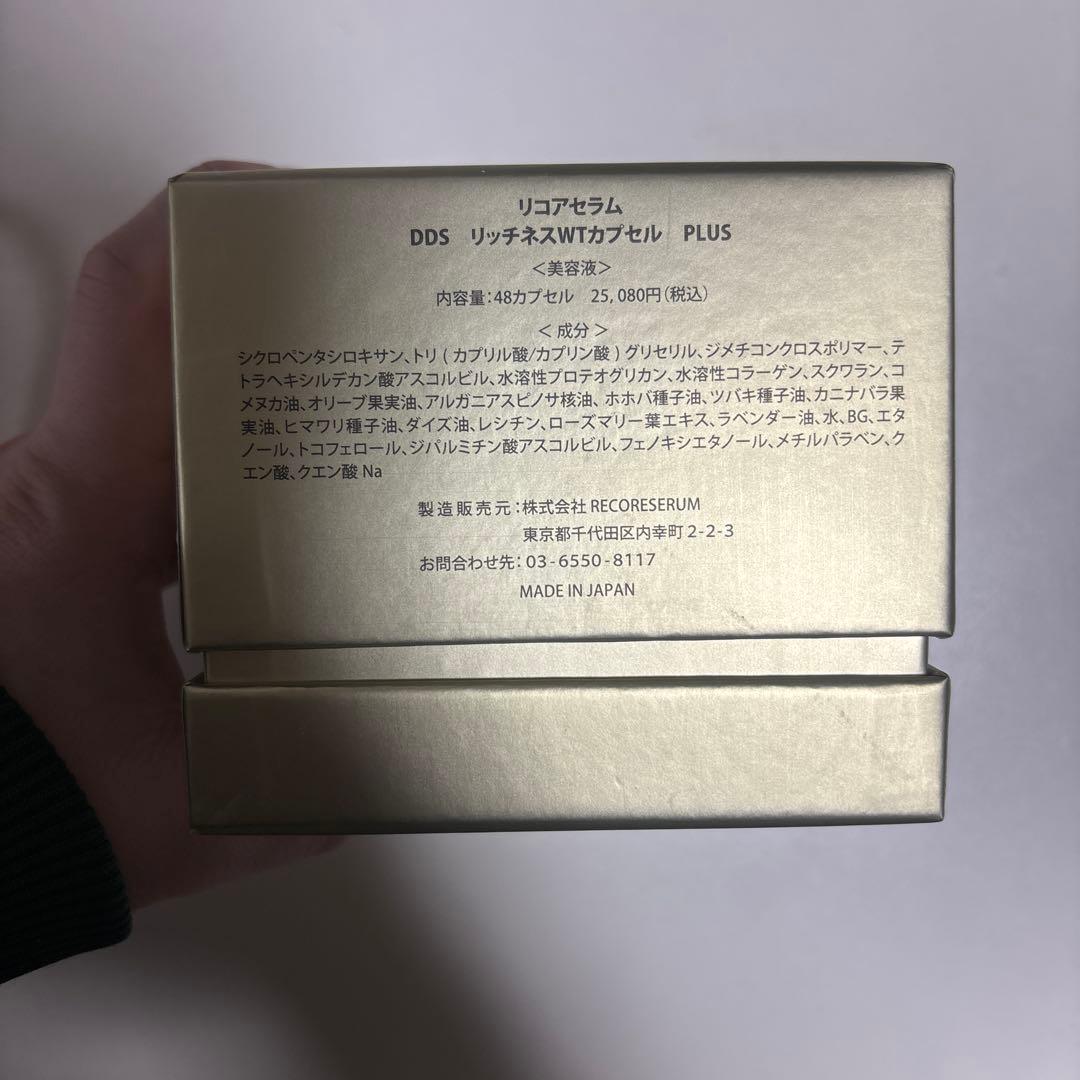 リコアセラム
DDS リッチネスWTカプセル PLUS
＜美容液＞
内容量：48カプセル 25,080円（税込）
＜ 成分 ＞
シクロペンタシロキサン、トリ ( カプリル酸/カプリン酸 ) グリセリル、ジメチコンクロスポリマー、テ
トラヘキシルデカン酸アスコルビル、水溶性プロテオグリカン、水溶性コラーゲン、スクワラン、コ
メヌカ油、オリーブ果実油、アルガニアスピノサ核油、ホホバ種子油、ツバキ種子油、カニナバラ果
実油、ヒマワリ種子油、ダイズ油、レシチン、ローズマリー葉エキス、ラベンダー油、水、BG、エタ
ノール、トコフェロール、ジパルミチン酸アスコルビル、フェノキシエタノール、メチルパラベン、ク
エン酸、クエン酸 Na
製造販売元：株式会社 RECORESERUM
東京都千代田区内幸町 2-2-3
お問合わせ先：03-6550-8117
MADE IN JAPAN